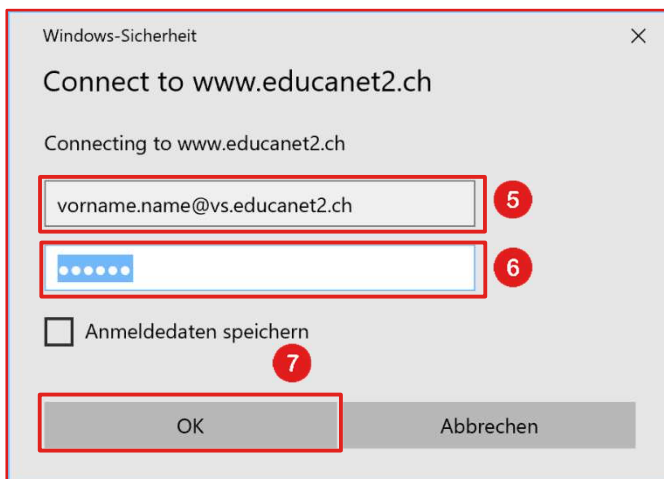 Windows-Sicherheit
Connect to www.educanet2.ch
Connecting to www.educanet2.ch
vorname.name@vs.educanet2.ch
5
••••••
6
Anmeldedaten speichern
7
OK
Abbrechen